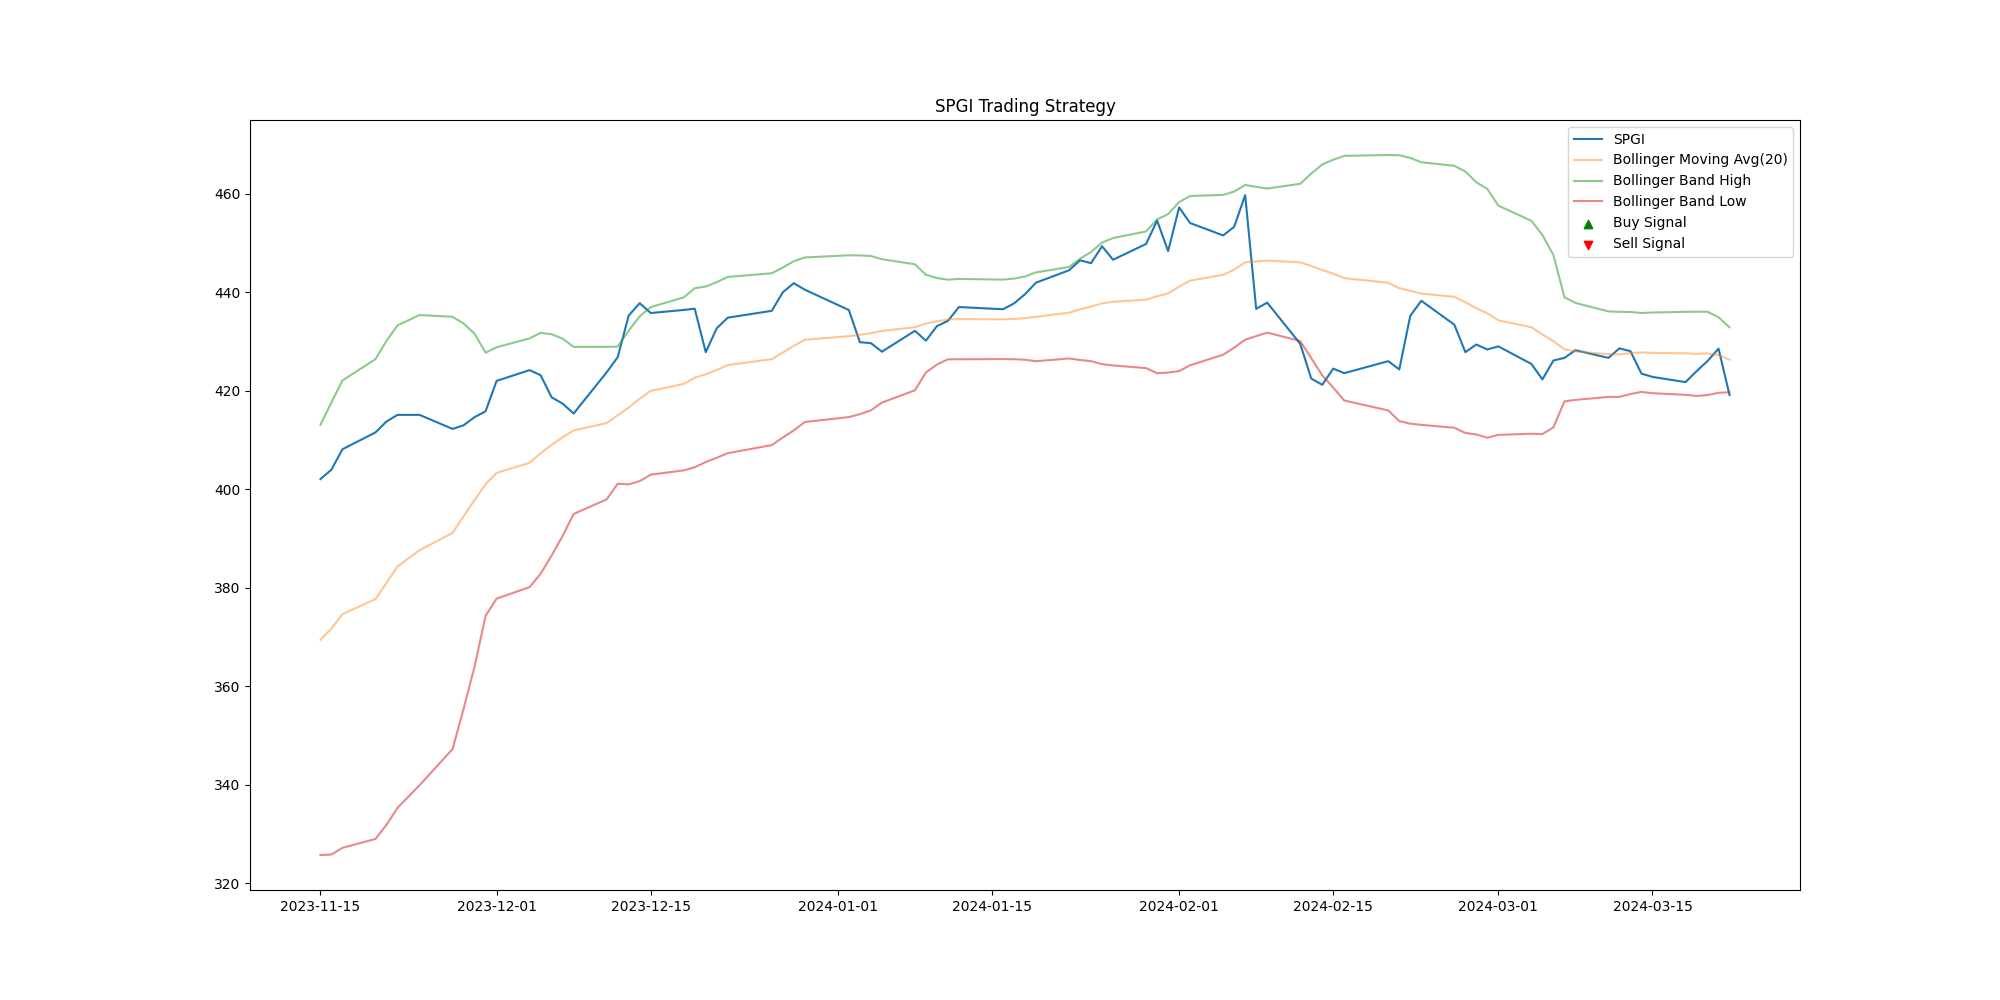 SPGI Trading Strategy
SPGI
Bollinger Moving Avg(20)
Bollinger Band High
Bollinger Band Low
Buy Signal
Sell Signal
460
440
420
400
380
360
340
320
2023-11-15
2023-12-01
2023-12-15
2024-01-01
2024-01-15
2024-02-01
2024-02-15
2024-03-01
2024-03-15